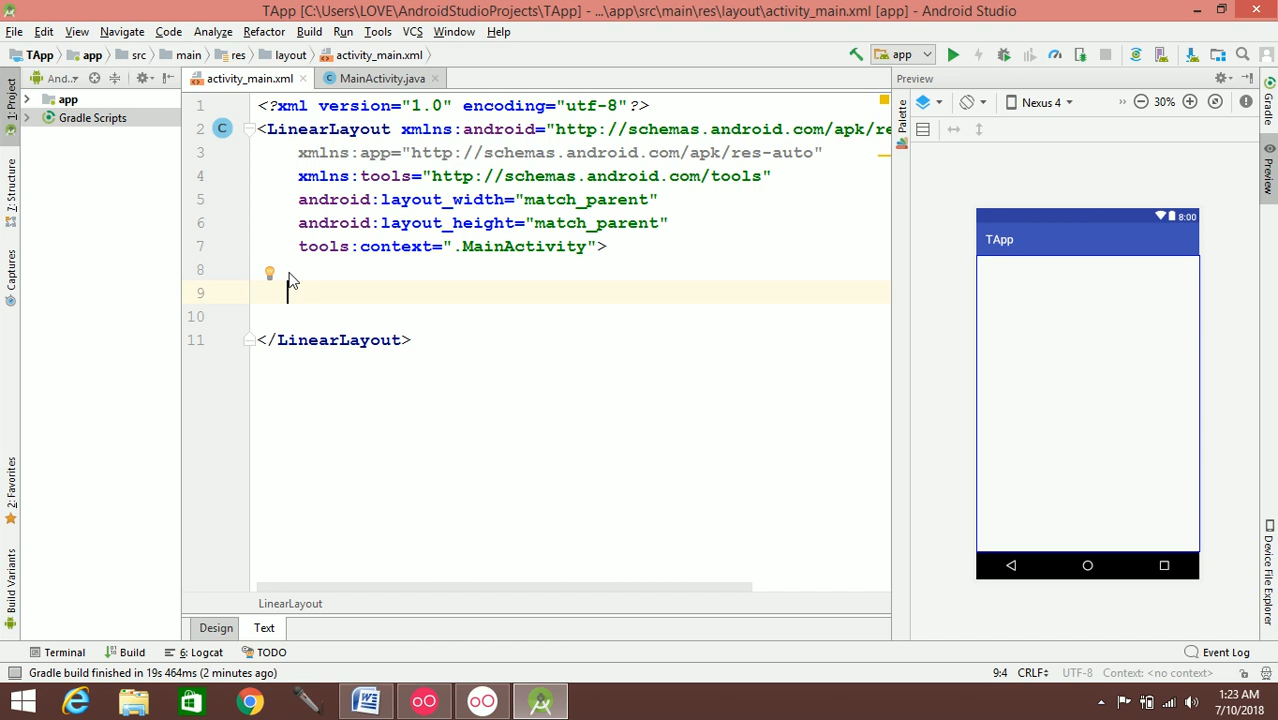 TApp [C:\Users\LOVE\AndroidStudioProjects\TApp] - ...\app\src\main\res\layout\activity_main.xml [app] - Android Studio
File Edit View Navigate Code Analyze Refactor Build Run Tools VCS Window Help
TApp app src main res layout activity_main.xml app
1: Project
7: Structure
Captures
2: Favorites
Build Variants
And...
app
Gradle Scripts
activity_main.xml MainActivity.java
1 <?xml version="1.0" encoding="utf-8"?>
2 <LinearLayout xmlns:android="http://schemas.android.com/apk/re
3 xmlns:app="http://schemas.android.com/apk/res-auto"
4 xmlns:tools="http://schemas.android.com/tools"
5 android:layout_width="match_parent"
6 android:layout_height="match_parent"
7 tools:context=".MainActivity">
8
9
10
11 </LinearLayout>
LinearLayout
Design Text
Preview
Palette
Nexus 4 30%
8:00
TApp
Gradle
Preview
Device File Explorer
Terminal Build 6: Logcat TODO Event Log
Gradle build finished in 19s 464ms (2 minutes ago) 9:4 CRLF UTF-8 Context: <no context>
1:23 AM
7/10/2018